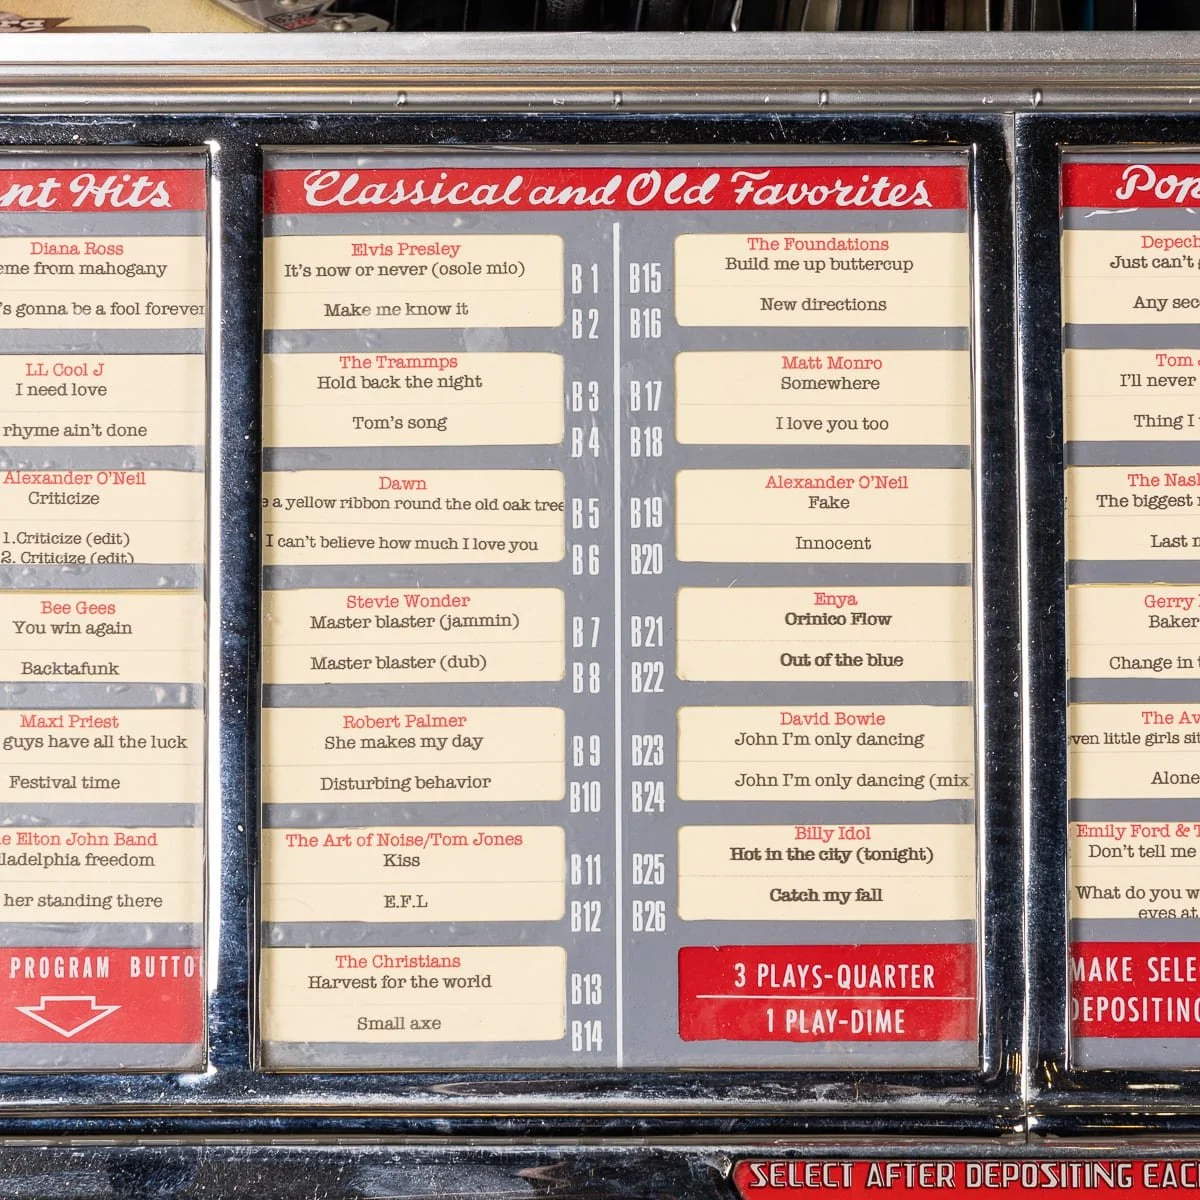 nt Hits
Diana Ross
eme from mahogany
's gonna be a fool forever
LL Cool J
I need love
rhyme ain't done
Alexander O'Neil
Criticize
1.Criticize (edit)
2. Criticize (edit)
Bee Gees
You win again
Backtafunk
Maxi Priest
guys have all the luck
Festival time
e Elton John Band
iladelphia freedom
her standing there
PROGRAM BUTTO
Classical and Old Favorites
Elvis Presley
It's now or never (osole mio)
B 1
Make me know it
B 2
The Trammps
Hold back the night
B 3
Tom's song
B 4
Dawn
e a yellow ribbon round the old oak tree
B 5
I can't believe how much I love you
B 6
Stevie Wonder
Master blaster (jammin)
B 7
Master blaster (dub)
B 8
Robert Palmer
She makes my day
B 9
Disturbing behavior
B10
The Art of Noise/Tom Jones
Kiss
B11
E.F.L
B12
The Christians
Harvest for the world
B13
Small axe
B14
The Foundations
B15 Build me up buttercup
B16 New directions
Matt Monro
B17 Somewhere
B18 I love you too
Alexander O'Neil
B19 Fake
B20 Innocent
Enya
B21 Orinico Flow
B22 Out of the blue
David Bowie
B23 John I'm only dancing
B24 John I'm only dancing (mix
Billy Idol
B25 Hot in the city (tonight)
B26 Catch my fall
3 PLAYS-QUARTER
1 PLAY-DIME
Pop
Depech
Just can't
Any sec
Tom J
I'll never
Thing I
The Nas
The biggest
Last
Gerry
Baker
Change in t
The Av
ven little girls sit
Alone
Emily Ford & T
Don't tell me
What do you w
eyes at
MAKE SELE
DEPOSITING
SELECT AFTER DEPOSITING EAC